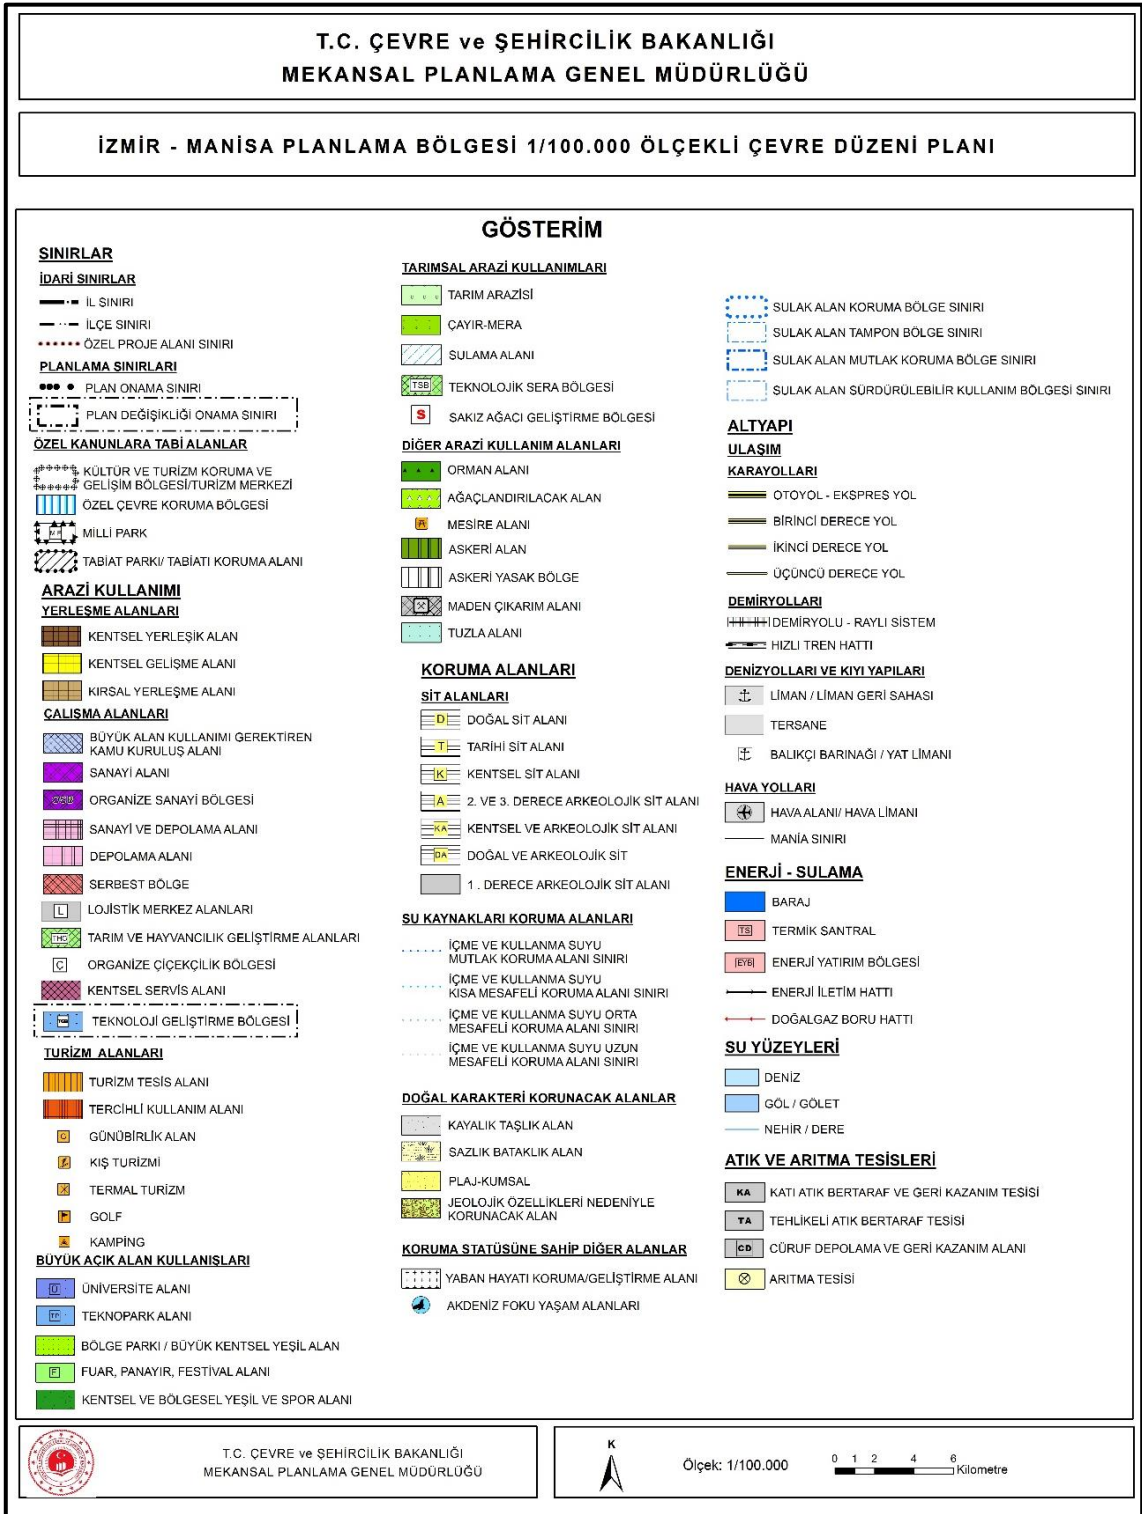 T.C. ÇEVRE ve ŞEHİRCİLİK BAKANLIĞI
MEKANSAL PLANLAMA GENEL MÜDÜRLÜĞÜ
İZMİR - MANİSA PLANLAMA BÖLGESİ 1/100.000 ÖLÇEKLİ ÇEVRE DÜZENİ PLANI
GÖSTERİM
SINIRLAR
İDARİ SINIRLAR
İL SINIRI
İLÇE SINIRI
ÖZEL PROJE ALANI SINIRI
PLANLAMA SINIRLARI
PLAN ONAMA SINIRI
PLAN DEĞİŞİKLİĞİ ONAMA SINIRI
ÖZEL KANUNLARA TABİ ALANLAR
KÜLTÜR VE TURİZM KORUMA VE
GELİŞİM BÖLGESİ/TURİZM MERKEZİ
ÖZEL ÇEVRE KORUMA BÖLGESİ
MİLLİ PARK
TABİAT PARKI/ TABİATI KORUMA ALANI
ARAZİ KULLANIMI
YERLEŞME ALANLARI
KENTSEL YERLEŞİK ALAN
KENTSEL GELİŞME ALANI
KIRSAL YERLEŞME ALANI
ÇALIŞMA ALANLARI
BÜYÜK ALAN KULLANIMI GEREKTİREN
KAMU KURULUŞ ALANI
SANAYİ ALANI
OSB ORGANİZE SANAYİ BÖLGESİ
SANAYİ VE DEPOLAMA ALANI
DEPOLAMA ALANI
SERBEST BÖLGE
L LOJİSTİK MERKEZ ALANLARI
THG TARIM VE HAYVANCILIK GELİŞTİRME ALANLARI
Ç ORGANİZE ÇİÇEKÇİLİK BÖLGESİ
KENTSEL SERVİS ALANI
TGB TEKNOLOJİ GELİŞTİRME BÖLGESİ
TURİZM ALANLARI
TURİZM TESİS ALANI
TERCİHLİ KULLANIM ALANI
G GÜNÜBİRLİK ALAN
KIŞ TURİZMİ
TERMAL TURİZM
GOLF
KAMPİNG
BÜYÜK AÇIK ALAN KULLANIŞLARI
Ü ÜNİVERSİTE ALANI
TP TEKNOPARK ALANI
BÖLGE PARKI / BÜYÜK KENTSEL YEŞİL ALAN
F FUAR, PANAYIR, FESTİVAL ALANI
KENTSEL VE BÖLGESEL YEŞİL VE SPOR ALANI
TARIMSAL ARAZİ KULLANIMLARI
TARIM ARAZİSİ
ÇAYIR-MERA
SULAMA ALANI
TSB TEKNOLOJİK SERA BÖLGESİ
S SAKIZ AĞACI GELİŞTİRME BÖLGESİ
DİĞER ARAZİ KULLANIM ALANLARI
ORMAN ALANI
AĞAÇLANDIRILACAK ALAN
MESİRE ALANI
ASKERİ ALAN
ASKERİ YASAK BÖLGE
MADEN ÇIKARIM ALANI
TUZLA ALANI
KORUMA ALANLARI
SİT ALANLARI
D DOĞAL SİT ALANI
T TARİHİ SİT ALANI
K KENTSEL SİT ALANI
A 2. VE 3. DERECE ARKEOLOJİK SİT ALANI
KA KENTSEL VE ARKEOLOJİK SİT ALANI
DA DOĞAL VE ARKEOLOJİK SİT
1 . DERECE ARKEOLOJİK SİT ALANI
SU KAYNAKLARI KORUMA ALANLARI
İÇME VE KULLANMA SUYU
MUTLAK KORUMA ALANI SINIRI
İÇME VE KULLANMA SUYU
KISA MESAFELİ KORUMA ALANI SINIRI
İÇME VE KULLANMA SUYU ORTA
MESAFELİ KORUMA ALANI SINIRI
İÇME VE KULLANMA SUYU UZUN
MESAFELİ KORUMA ALANI SINIRI
DOĞAL KARAKTERİ KORUNACAK ALANLAR
KAYALIK TAŞLIK ALAN
SAZLIK BATAKLIK ALAN
PLAJ-KUMSAL
JEOLOJİK ÖZELLİKLERİ NEDENİYLE
KORUNACAK ALAN
KORUMA STATÜSÜNE SAHİP DİĞER ALANLAR
YABAN HAYATI KORUMA/GELİŞTİRME ALANI
AKDENİZ FOKU YAŞAM ALANLARI
SULAK ALAN KORUMA BÖLGE SINIRI
SULAK ALAN TAMPON BÖLGE SINIRI
SULAK ALAN MUTLAK KORUMA BÖLGE SINIRI
SULAK ALAN SÜRDÜRÜLEBİLİR KULLANIM BÖLGESİ SINIRI
ALTYAPI
ULAŞIM
KARAYOLLARI
OTOYOL - EKSPRES YOL
BİRİNCİ DERECE YOL
İKİNCİ DERECE YOL
ÜÇÜNCÜ DERECE YOL
DEMİRYOLLARI
DEMİRYOLU - RAYLI SİSTEM
HIZLI TREN HATTI
DENİZYOLLARI VE KIYI YAPILARI
LİMAN / LİMAN GERİ SAHASI
TERSANE
BALIKÇI BARINAĞI / YAT LİMANI
HAVA YOLLARI
HAVA ALANI/ HAVA LİMANI
MANİA SINIRI
ENERJİ - SULAMA
BARAJ
TS TERMİK SANTRAL
EYB ENERJİ YATIRIM BÖLGESİ
ENERJİ İLETİM HATTI
DOĞALGAZ BORU HATTI
SU YÜZEYLERİ
DENİZ
GÖL / GÖLET
NEHİR / DERE
ATIK VE ARITMA TESİSLERİ
KA KATI ATIK BERTARAF VE GERİ KAZANIM TESİSİ
TA TEHLİKELİ ATIK BERTARAF TESİSİ
CD CÜRUF DEPOLAMA VE GERİ KAZANIM ALANI
ARITMA TESİSİ
T.C. ÇEVRE ve ŞEHİRCİLİK BAKANLIĞI
MEKANSAL PLANLAMA GENEL MÜDÜRLÜĞÜ
K
Ölçek: 1/100.000
0 1 2 4 6
Kilometre